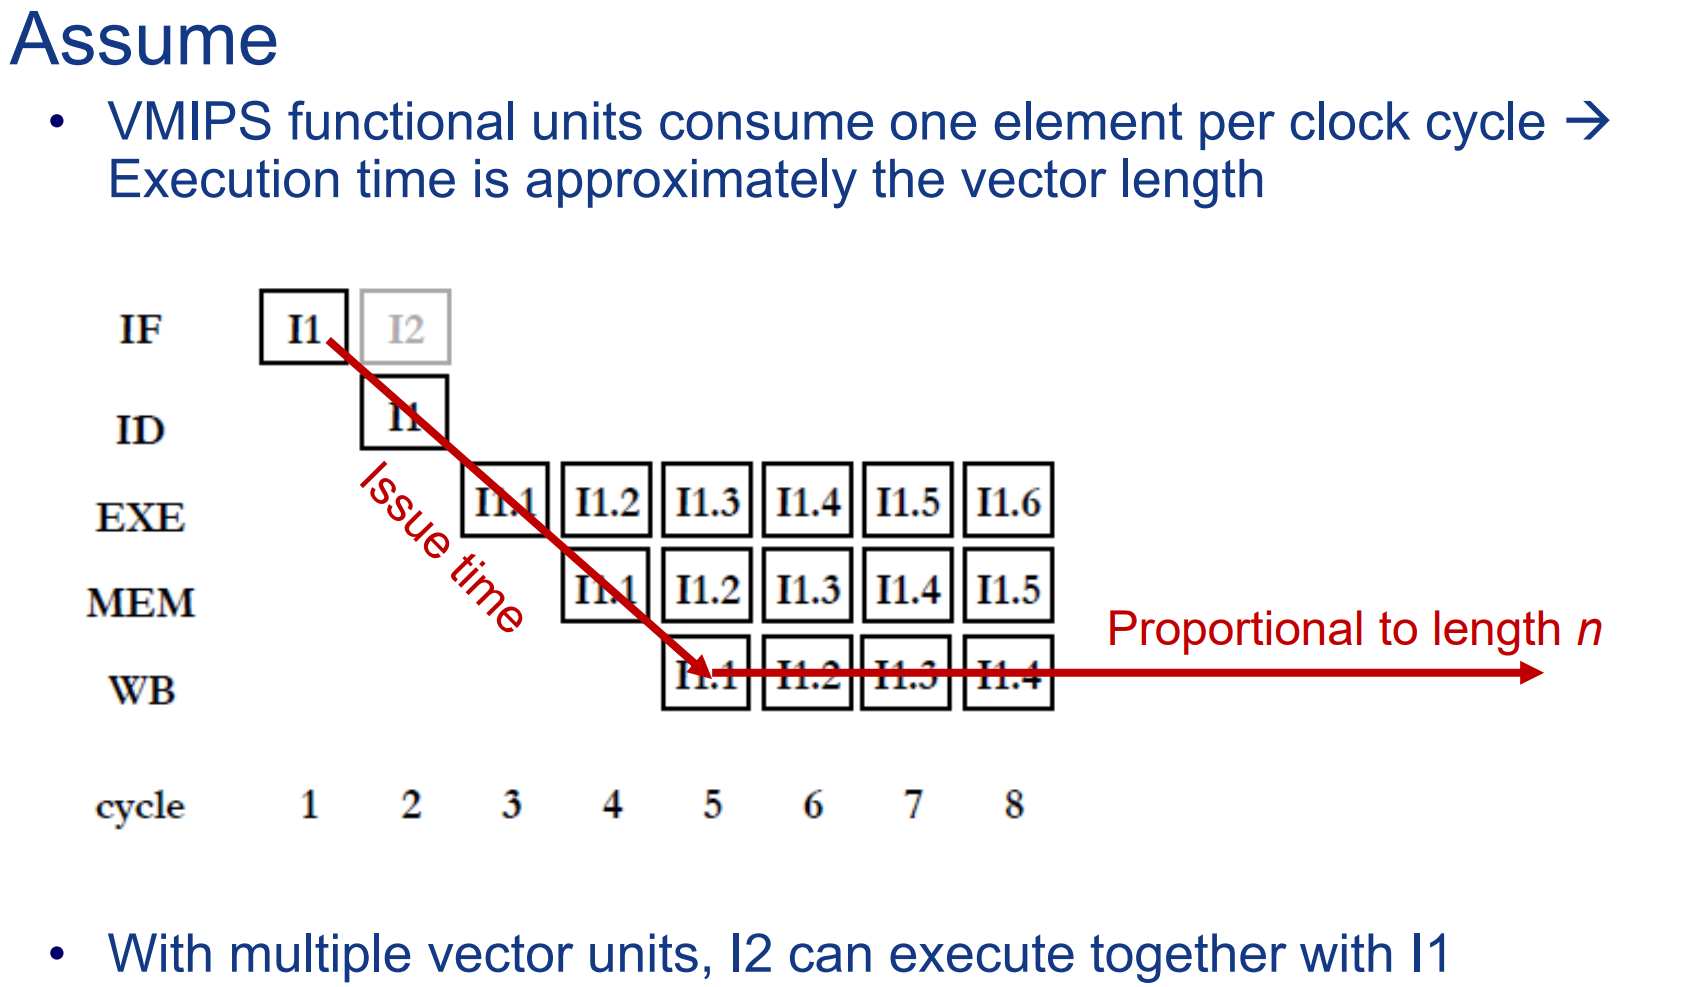 Assume
• VMIPS functional units consume one element per clock cycle →
Execution time is approximately the vector length
IF I1 I2
ID I1
EXE I1.1 I1.2 I1.3 I1.4 I1.5 I1.6
Issue time
MEM I1.1 I1.2 I1.3 I1.4 I1.5
Proportional to length n
WB I1.1 I1.2 I1.3 I1.4
cycle 1 2 3 4 5 6 7 8
• With multiple vector units, I2 can execute together with I1